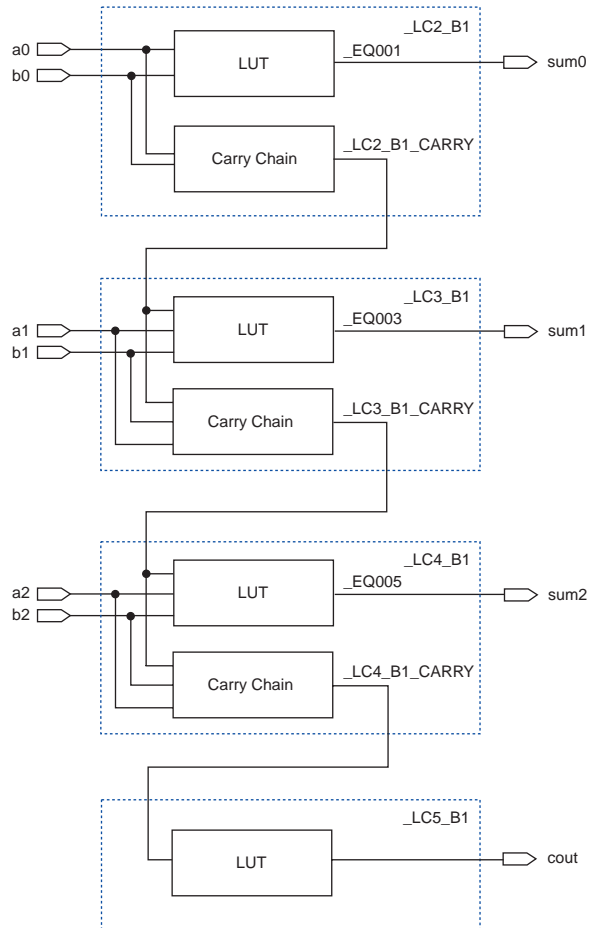 _LC2_B1
a0
b0
LUT
_EQ001
sum0
Carry Chain
_LC2_B1_CARRY
_LC3_B1
a1
b1
LUT
_EQ003
sum1
Carry Chain
_LC3_B1_CARRY
_LC4_B1
a2
b2
LUT
_EQ005
sum2
Carry Chain
_LC4_B1_CARRY
_LC5_B1
LUT
cout